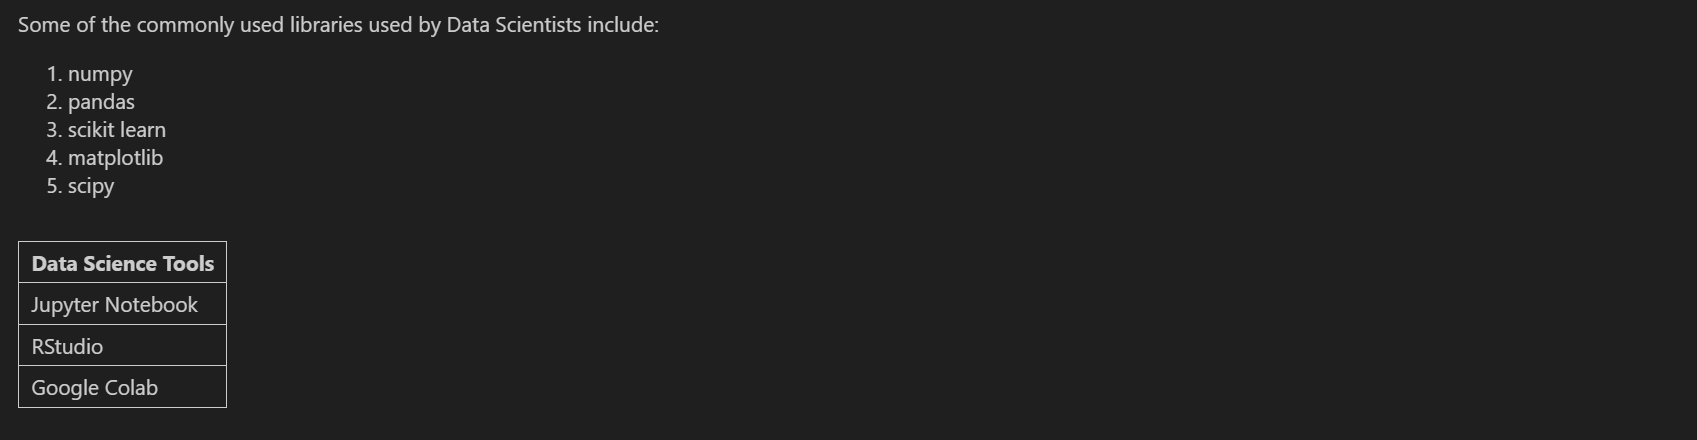 Some of the commonly used libraries used by Data Scientists include:
1. numpy
2. pandas
3. scikit learn
4. matplotlib
5. scipy
Data Science Tools
Jupyter Notebook
RStudio
Google Colab